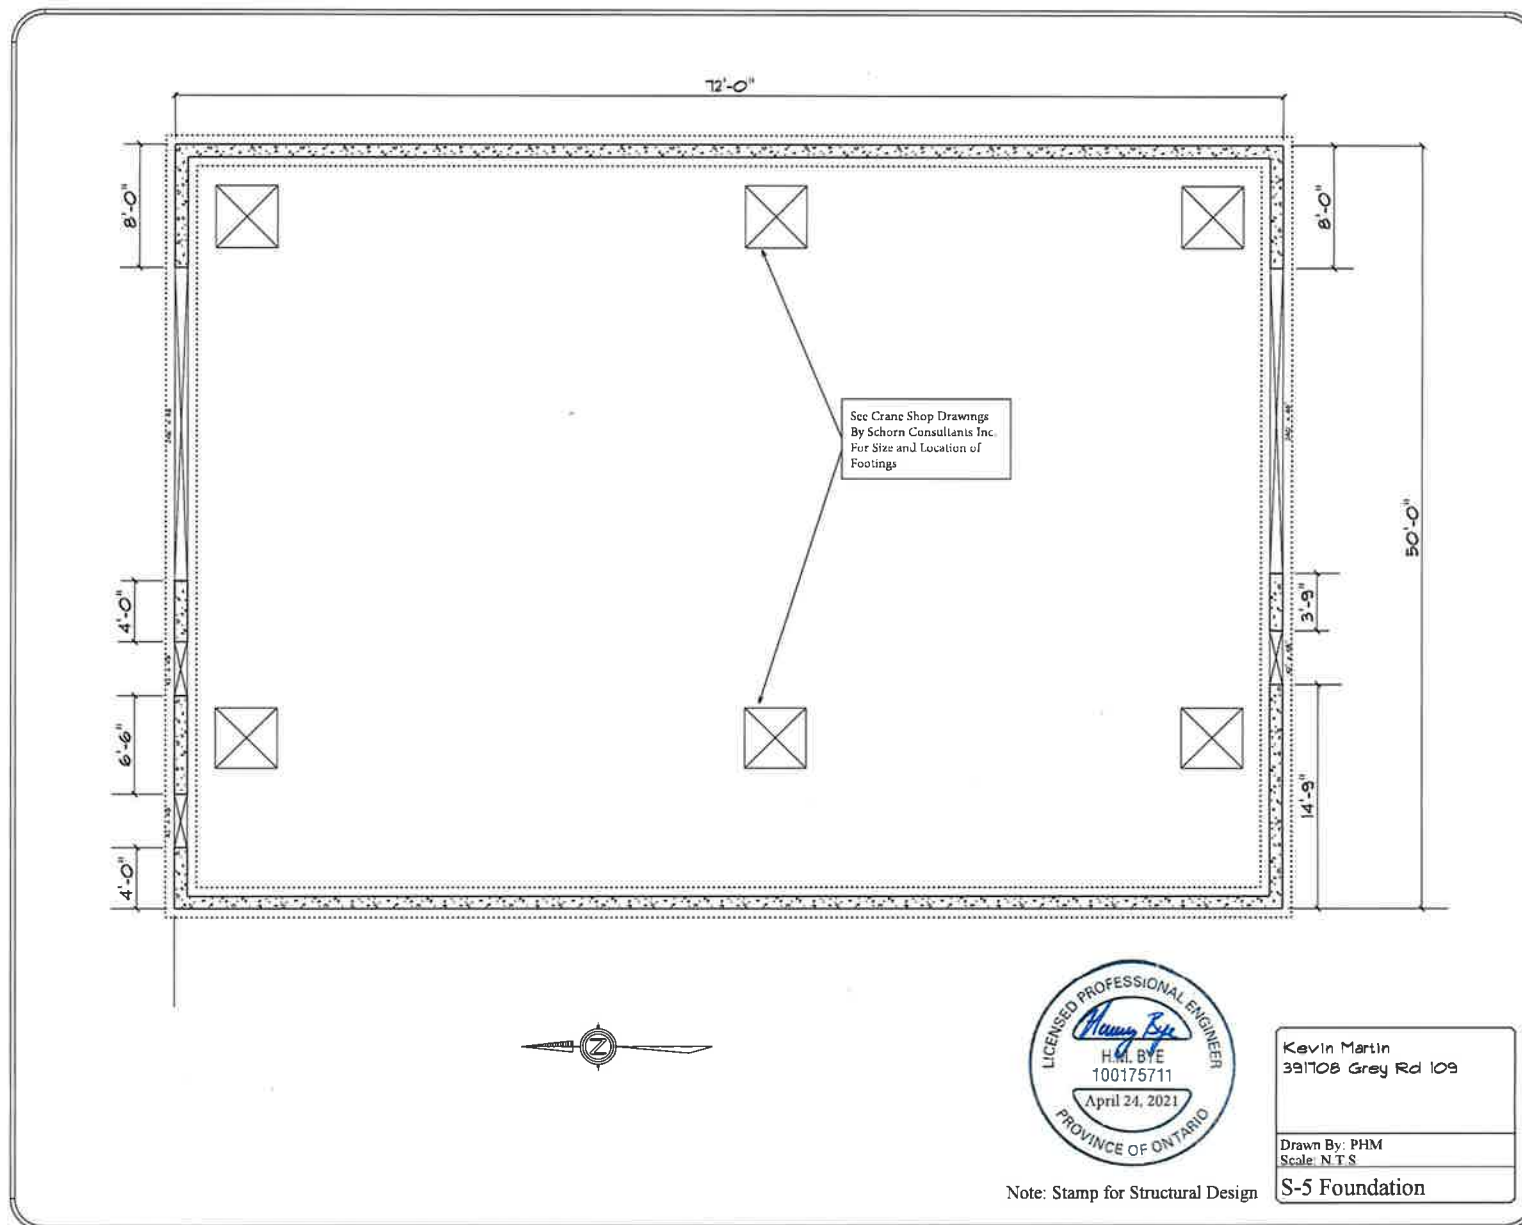 72'-0"
8'-0"
8'-0"
See Crane Shop Drawings
By Schorn Consultants Inc.
For Size and Location of
Footings
50'-0"
4'-0"
3'-9"
6'-6"
14'-9"
4'-0"
N
LICENSED PROFESSIONAL ENGINEER
H.M. BYE
100175711
April 24, 2021
PROVINCE OF ONTARIO
Kevin Martin
391708 Grey Rd 109
Drawn By: PHM
Scale: N.T.S
Note: Stamp for Structural Design
S-5 Foundation